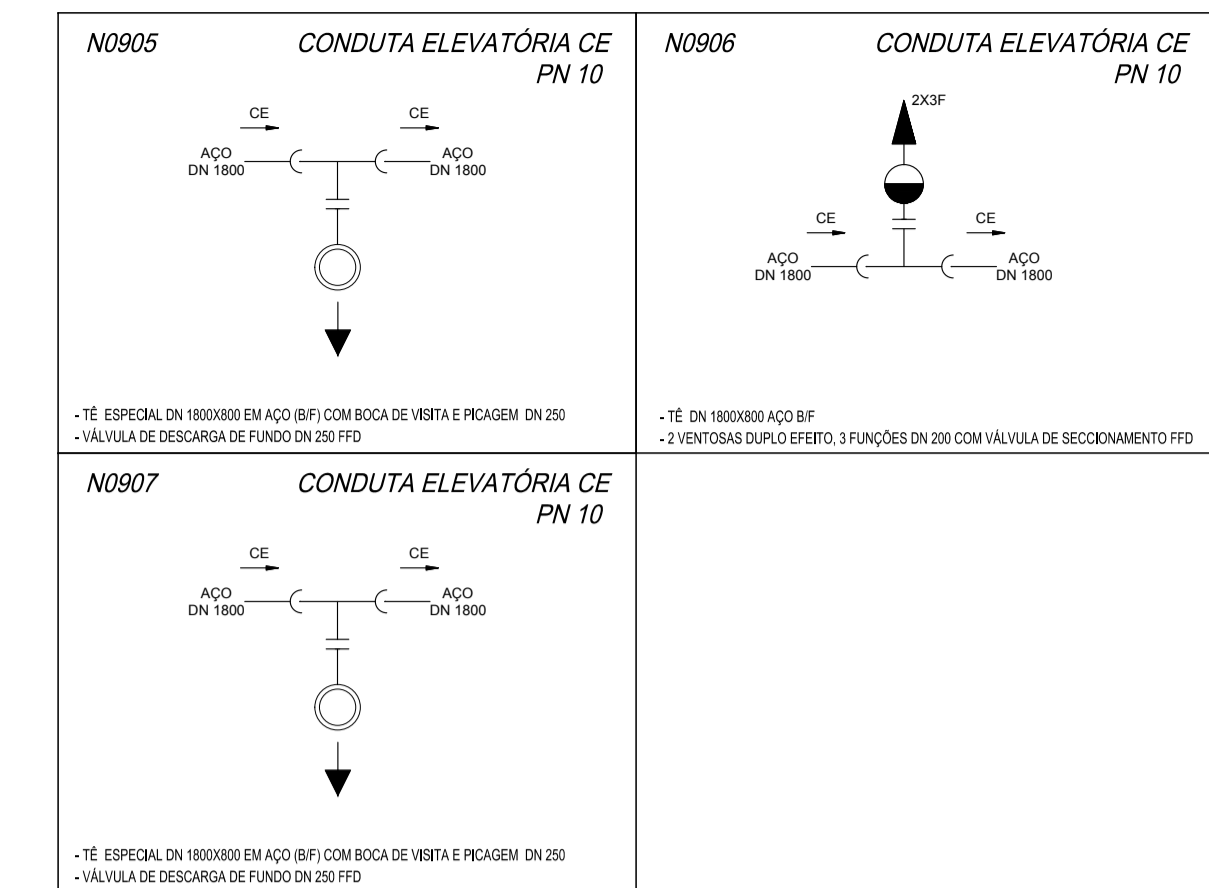 N0905 CONDUTA ELEVATÓRIA CE
PN 10
CE CE
AÇO AÇO
DN 1800 DN 1800
- TÊ ESPECIAL DN 1800X800 EM AÇO (B/F) COM BOCA DE VISITA E PICAGEM DN 250
- VÁLVULA DE DESCARGA DE FUNDO DN 250 FFD
N0906 CONDUTA ELEVATÓRIA CE
PN 10
2X3F
CE CE
AÇO AÇO
DN 1800 DN 1800
- TÊ DN 1800X800 AÇO B/F
- 2 VENTOSAS DUPLO EFEITO, 3 FUNÇÕES DN 200 COM VÁLVULA DE SECCIONAMENTO FFD
N0907 CONDUTA ELEVATÓRIA CE
PN 10
CE CE
AÇO AÇO
DN 1800 DN 1800
- TÊ ESPECIAL DN 1800X800 EM AÇO (B/F) COM BOCA DE VISITA E PICAGEM DN 250
- VÁLVULA DE DESCARGA DE FUNDO DN 250 FFD